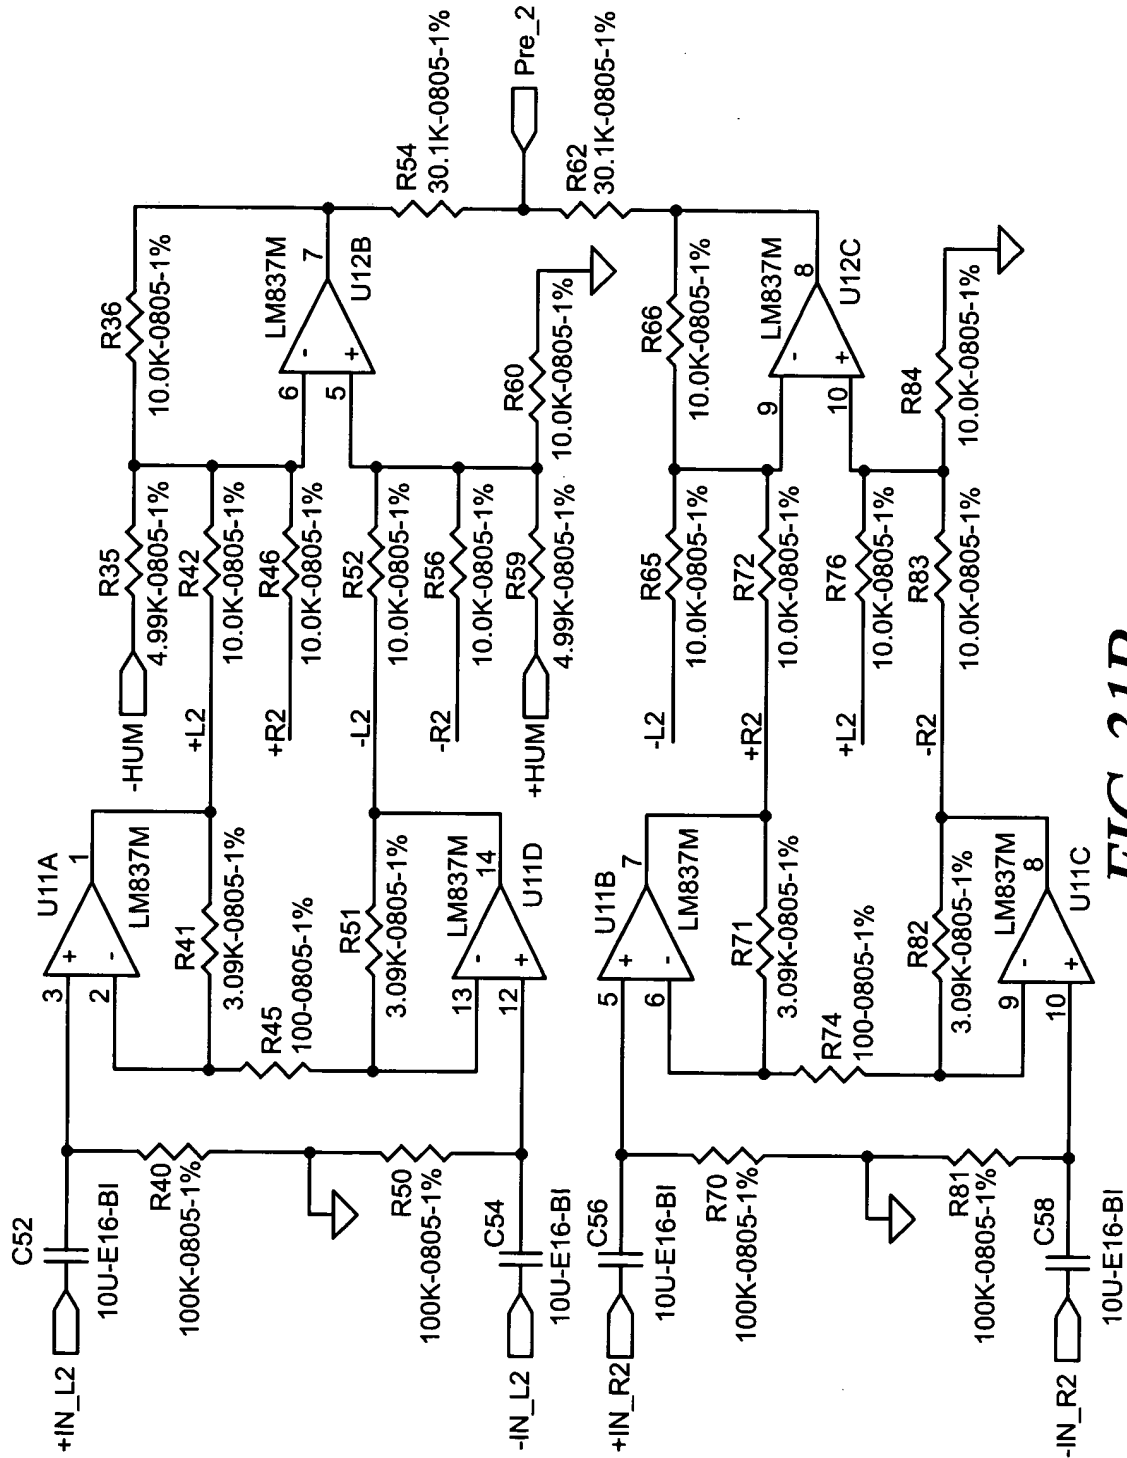 +IN_L2
C52
10U-E16-BI
R40
100K-0805-1%
3
2
+
-
U11A
1
LM837M
R41
3.09K-0805-1%
R45
100-0805-1%
R50
100K-0805-1%
R51
3.09K-0805-1%
-IN_L2
C54
10U-E16-BI
13
12
-
+
LM837M
14
U11D
-HUM
R35
4.99K-0805-1%
R36
10.0K-0805-1%
+L2
R42
10.0K-0805-1%
+R2
R46
10.0K-0805-1%
-L2
R52
10.0K-0805-1%
-R2
R56
10.0K-0805-1%
+HUM
R59
4.99K-0805-1%
R60
10.0K-0805-1%
6
5
-
+
LM837M
7
U12B
R54
30.1K-0805-1%
Pre_2
R62
30.1K-0805-1%
+IN_R2
C56
10U-E16-BI
R70
100K-0805-1%
5
6
+
-
U11B
7
LM837M
R71
3.09K-0805-1%
R74
100-0805-1%
R81
100K-0805-1%
R82
3.09K-0805-1%
-IN_R2
C58
10U-E16-BI
9
10
-
+
LM837M
8
U11C
-L2
R65
10.0K-0805-1%
R66
10.0K-0805-1%
+R2
R72
10.0K-0805-1%
+L2
R76
10.0K-0805-1%
-R2
R83
10.0K-0805-1%
R84
10.0K-0805-1%
9
10
-
+
LM837M
8
U12C